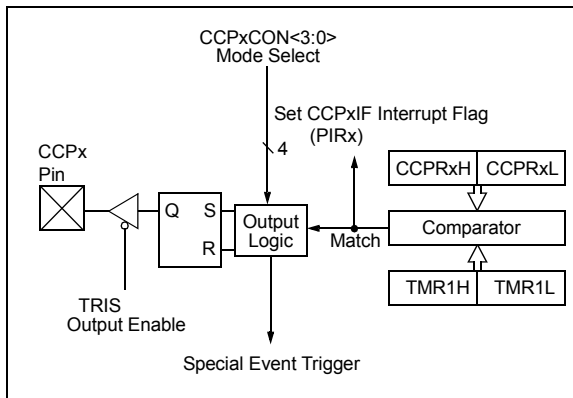 CCPxCON<3:0>
Mode Select
Set CCPxIF Interrupt Flag
(PIRx)
4
CCPx
Pin
CCPRxH CCPRxL
Q S
R
Output
Logic
Match
Comparator
TRIS
Output Enable
TMR1H TMR1L
Special Event Trigger